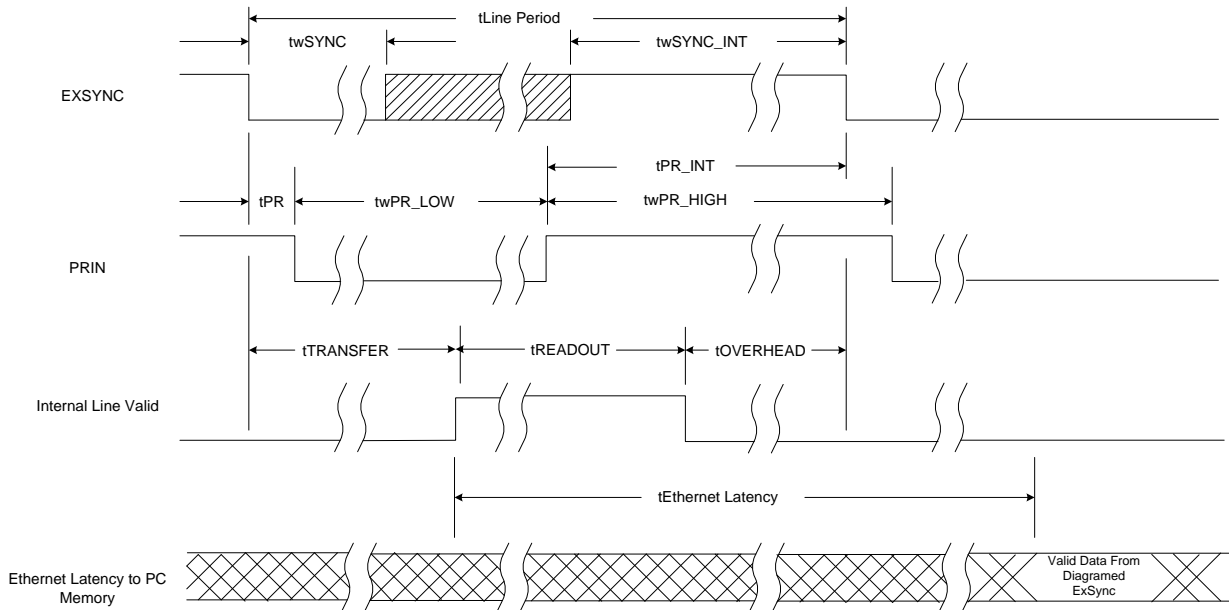 tLine Period
twSYNC
twSYNC_INT
EXSYNC
tPR_INT
tPR
twPR_LOW
twPR_HIGH
PRIN
tTRANSFER
tREADOUT
tOVERHEAD
Internal Line Valid
tEthernet Latency
Ethernet Latency to PC
Memory
Valid Data From
Diagramed
ExSync